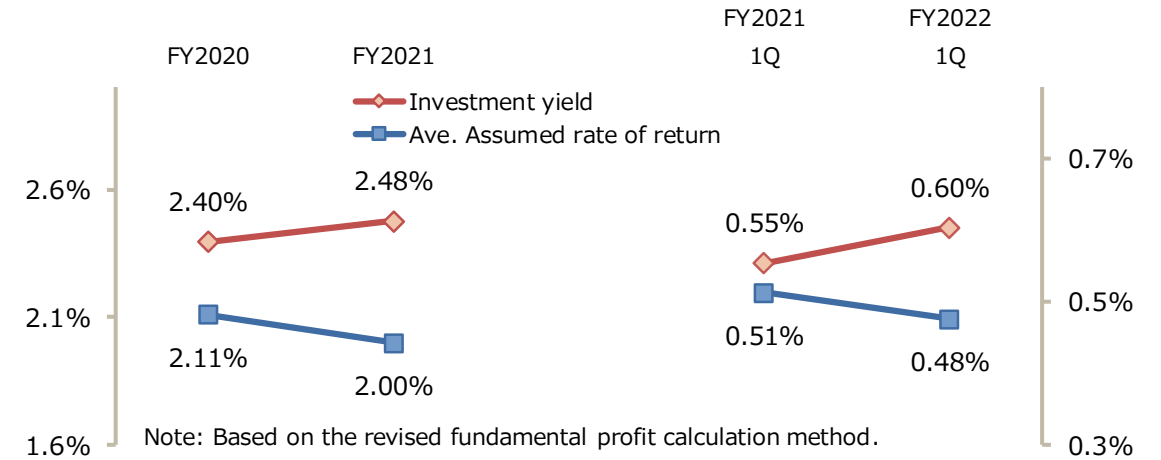 FY2021 FY2022
FY2020 FY2021 1Q 1Q
Investment yield
Ave. Assumed rate of return
0.7%
2.6% 2.40% 2.48% 0.60%
0.55%
0.5%
2.1%
2.11% 2.00% 0.51% 0.48%
1.6% Note: Based on the revised fundamental profit calculation method. 0.3%